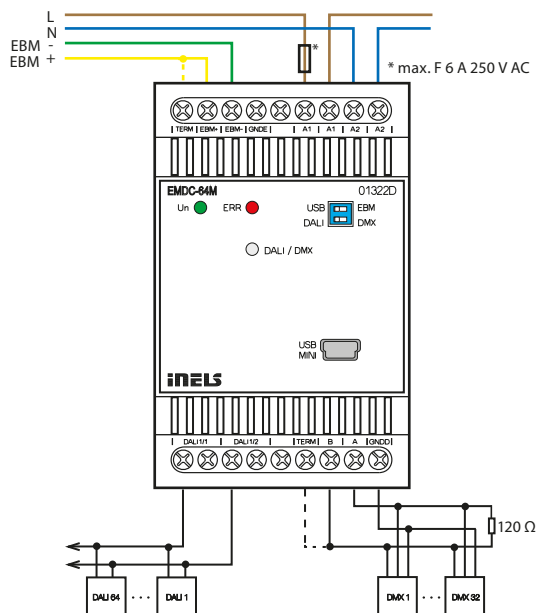 L
N
EBM -
EBM +
*
* max. F 6 A 250 V AC
TERM EBM+ EBM- GNDE A1 A1 A2 A2
EMDC-64M 01322D
Un ERR USB EBM
DALI DMX
DALI / DMX
USB
MINI
iNELS
DALI1/1 DALI1/2 TERM B A GNDD
120 Ω
DALI 64 ... DALI 1 DMX 1 ... DMX 32